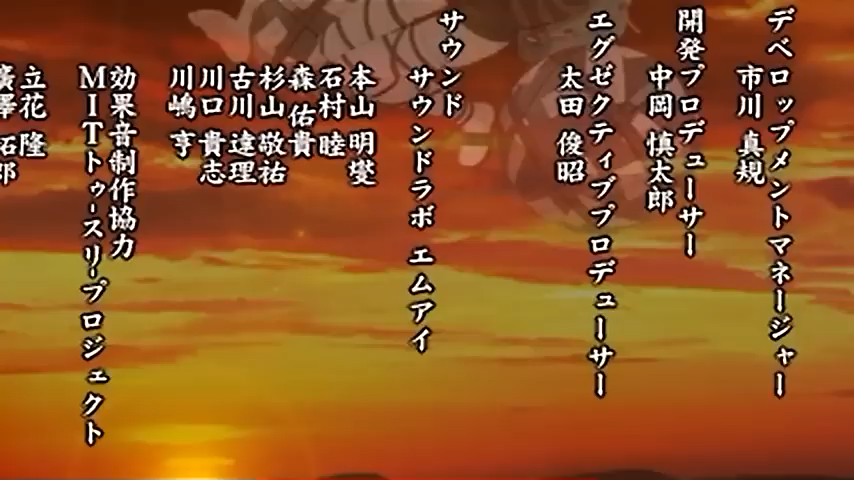 デベロップメントマネージャー
市川 真規
開発プロデューサー
中岡 慎太郎
エグゼクティブプロデューサー
太田 俊昭
サウンド
サウンドラボ エムアイ
本山 明燮
石村 睦
森 佑貴
杉山 敬祐
古川 達理
川口 貴志
川嶋 亨
効果音制作協力
MITトゥースリープロジェクト
立花 隆